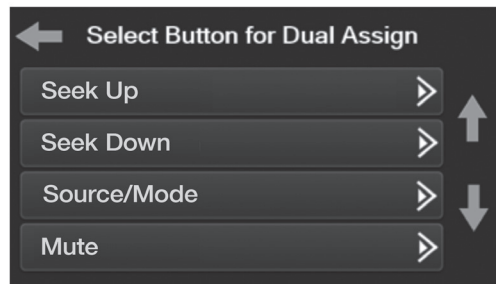 Select Button for Dual Assign
Seek Up
Seek Down
Source/Mode
Mute